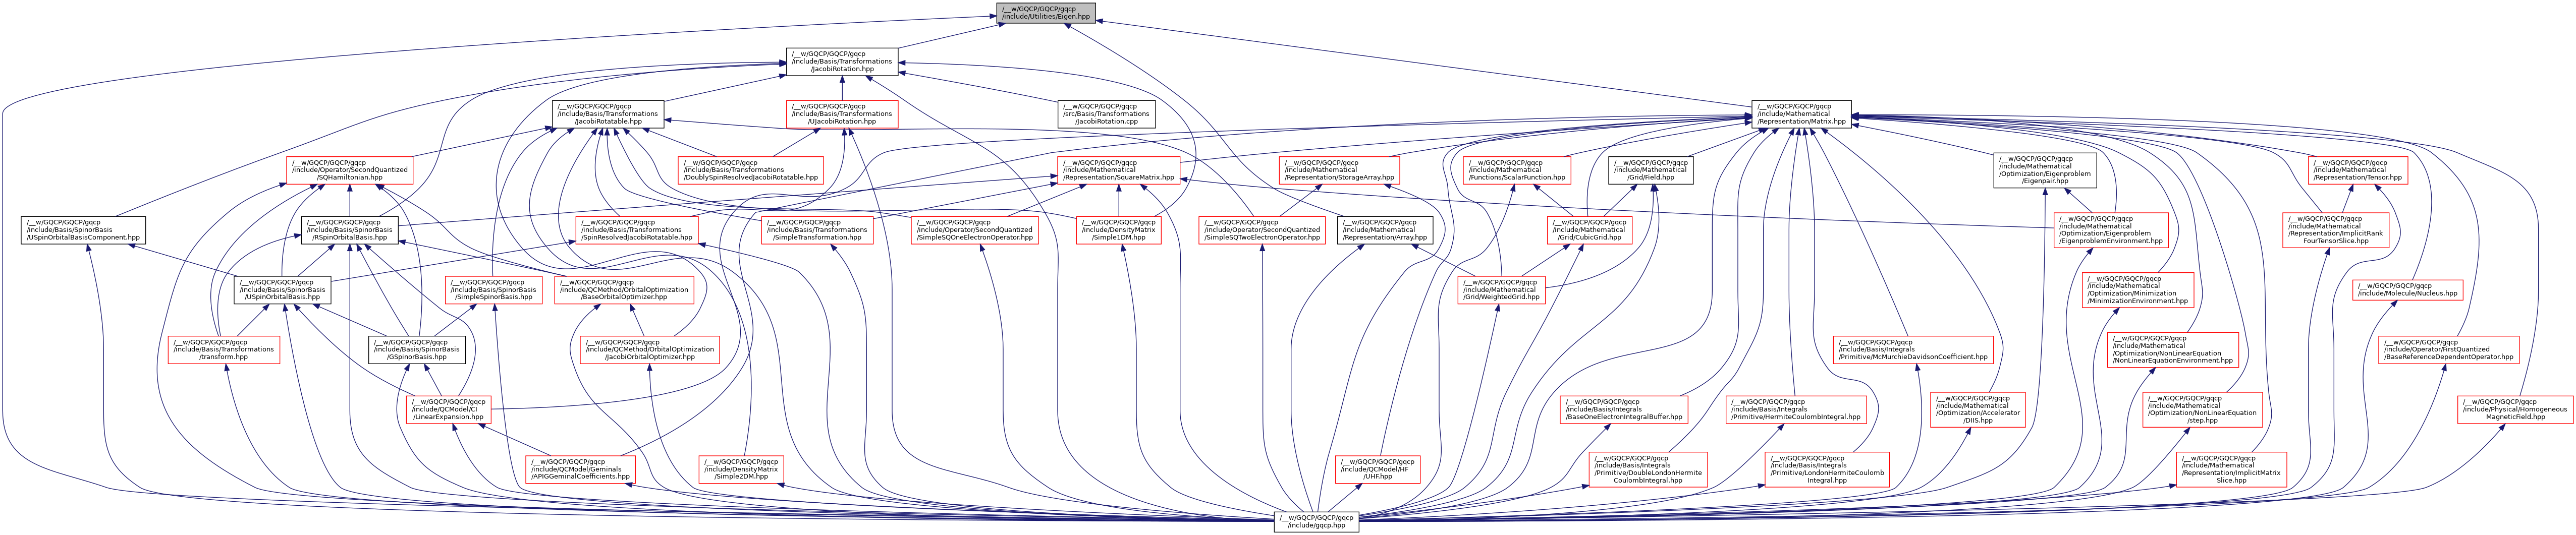 /__w/GQCP/GQCP/gqcp
/include/Utilities/Eigen.hpp
/__w/GQCP/GQCP/gqcp
/include/Basis/Transformations
/JacobiRotation.hpp
/__w/GQCP/GQCP/gqcp
/include/Basis/Transformations
/JacobiRotatable.hpp
/__w/GQCP/GQCP/gqcp
/include/Basis/Transformations
/UJacobiRotation.hpp
/__w/GQCP/GQCP/gqcp
/src/Basis/Transformations
/JacobiRotation.cpp
/__w/GQCP/GQCP/gqcp
/include/Mathematical
/Representation/Matrix.hpp
/__w/GQCP/GQCP/gqcp
/include/Operator/SecondQuantized
/SQHamiltonian.hpp
/__w/GQCP/GQCP/gqcp
/include/Basis/Transformations
/DoublySpinResolvedJacobiRotatable.hpp
/__w/GQCP/GQCP/gqcp
/include/Mathematical
/Representation/SquareMatrix.hpp
/__w/GQCP/GQCP/gqcp
/include/Mathematical
/Representation/StorageArray.hpp
/__w/GQCP/GQCP/gqcp
/include/Mathematical
/Functions/ScalarFunction.hpp
/__w/GQCP/GQCP/gqcp
/include/Mathematical
/Grid/Field.hpp
/__w/GQCP/GQCP/gqcp
/include/Mathematical
/Optimization/Eigenproblem
/Eigenpair.hpp
/__w/GQCP/GQCP/gqcp
/include/Mathematical
/Representation/Tensor.hpp
/__w/GQCP/GQCP/gqcp
/include/Basis/SpinorBasis
/USpinOrbitalBasisComponent.hpp
/__w/GQCP/GQCP/gqcp
/include/Basis/SpinorBasis
/RSpinOrbitalBasis.hpp
/__w/GQCP/GQCP/gqcp
/include/Basis/Transformations
/SpinResolvedJacobiRotatable.hpp
/__w/GQCP/GQCP/gqcp
/include/Basis/Transformations
/SimpleTransformation.hpp
/__w/GQCP/GQCP/gqcp
/include/Operator/SecondQuantized
/SimpleSQOneElectronOperator.hpp
/__w/GQCP/GQCP/gqcp
/include/DensityMatrix
/Simple1DM.hpp
/__w/GQCP/GQCP/gqcp
/include/Operator/SecondQuantized
/SimpleSQTwoElectronOperator.hpp
/__w/GQCP/GQCP/gqcp
/include/Mathematical
/Representation/Array.hpp
/__w/GQCP/GQCP/gqcp
/include/Mathematical
/Grid/CubicGrid.hpp
/__w/GQCP/GQCP/gqcp
/include/Mathematical
/Optimization/Eigenproblem
/EigenproblemEnvironment.hpp
/__w/GQCP/GQCP/gqcp
/include/Mathematical
/Representation/ImplicitRank
FourTensorSlice.hpp
/__w/GQCP/GQCP/gqcp
/include/Basis/SpinorBasis
/USpinOrbitalBasis.hpp
/__w/GQCP/GQCP/gqcp
/include/Basis/SpinorBasis
/SimpleSpinorBasis.hpp
/__w/GQCP/GQCP/gqcp
/include/QCMethod/OrbitalOptimization
/BaseOrbitalOptimizer.hpp
/__w/GQCP/GQCP/gqcp
/include/Mathematical
/Grid/WeightedGrid.hpp
/__w/GQCP/GQCP/gqcp
/include/Mathematical
/Optimization/Minimization
/MinimizationEnvironment.hpp
/__w/GQCP/GQCP/gqcp
/include/Molecule/Nucleus.hpp
/__w/GQCP/GQCP/gqcp
/include/Basis/Transformations
/transform.hpp
/__w/GQCP/GQCP/gqcp
/include/Basis/SpinorBasis
/GSpinorBasis.hpp
/__w/GQCP/GQCP/gqcp
/include/QCMethod/OrbitalOptimization
/JacobiOrbitalOptimizer.hpp
/__w/GQCP/GQCP/gqcp
/include/Basis/Integrals
/Primitive/McMurchieDavidsonCoefficient.hpp
/__w/GQCP/GQCP/gqcp
/include/Mathematical
/Optimization/NonLinearEquation
/NonLinearEquationEnvironment.hpp
/__w/GQCP/GQCP/gqcp
/include/Operator/FirstQuantized
/BaseReferenceDependentOperator.hpp
/__w/GQCP/GQCP/gqcp
/include/QCModel/CI
/LinearExpansion.hpp
/__w/GQCP/GQCP/gqcp
/include/Basis/Integrals
/BaseOneElectronIntegralBuffer.hpp
/__w/GQCP/GQCP/gqcp
/include/Basis/Integrals
/Primitive/HermiteCoulombIntegral.hpp
/__w/GQCP/GQCP/gqcp
/include/Mathematical
/Optimization/Accelerator
/DIIS.hpp
/__w/GQCP/GQCP/gqcp
/include/Mathematical
/Optimization/NonLinearEquation
/step.hpp
/__w/GQCP/GQCP/gqcp
/include/Physical/Homogeneous
MagneticField.hpp
/__w/GQCP/GQCP/gqcp
/include/QCModel/Geminals
/APIGGeminalCoefficients.hpp
/__w/GQCP/GQCP/gqcp
/include/DensityMatrix
/Simple2DM.hpp
/__w/GQCP/GQCP/gqcp
/include/QCModel/HF
/UHF.hpp
/__w/GQCP/GQCP/gqcp
/include/Basis/Integrals
/Primitive/DoubleLondonHermite
CoulombIntegral.hpp
/__w/GQCP/GQCP/gqcp
/include/Basis/Integrals
/Primitive/LondonHermiteCoulomb
Integral.hpp
/__w/GQCP/GQCP/gqcp
/include/Mathematical
/Representation/ImplicitMatrix
Slice.hpp
/__w/GQCP/GQCP/gqcp
/include/gqcp.hpp